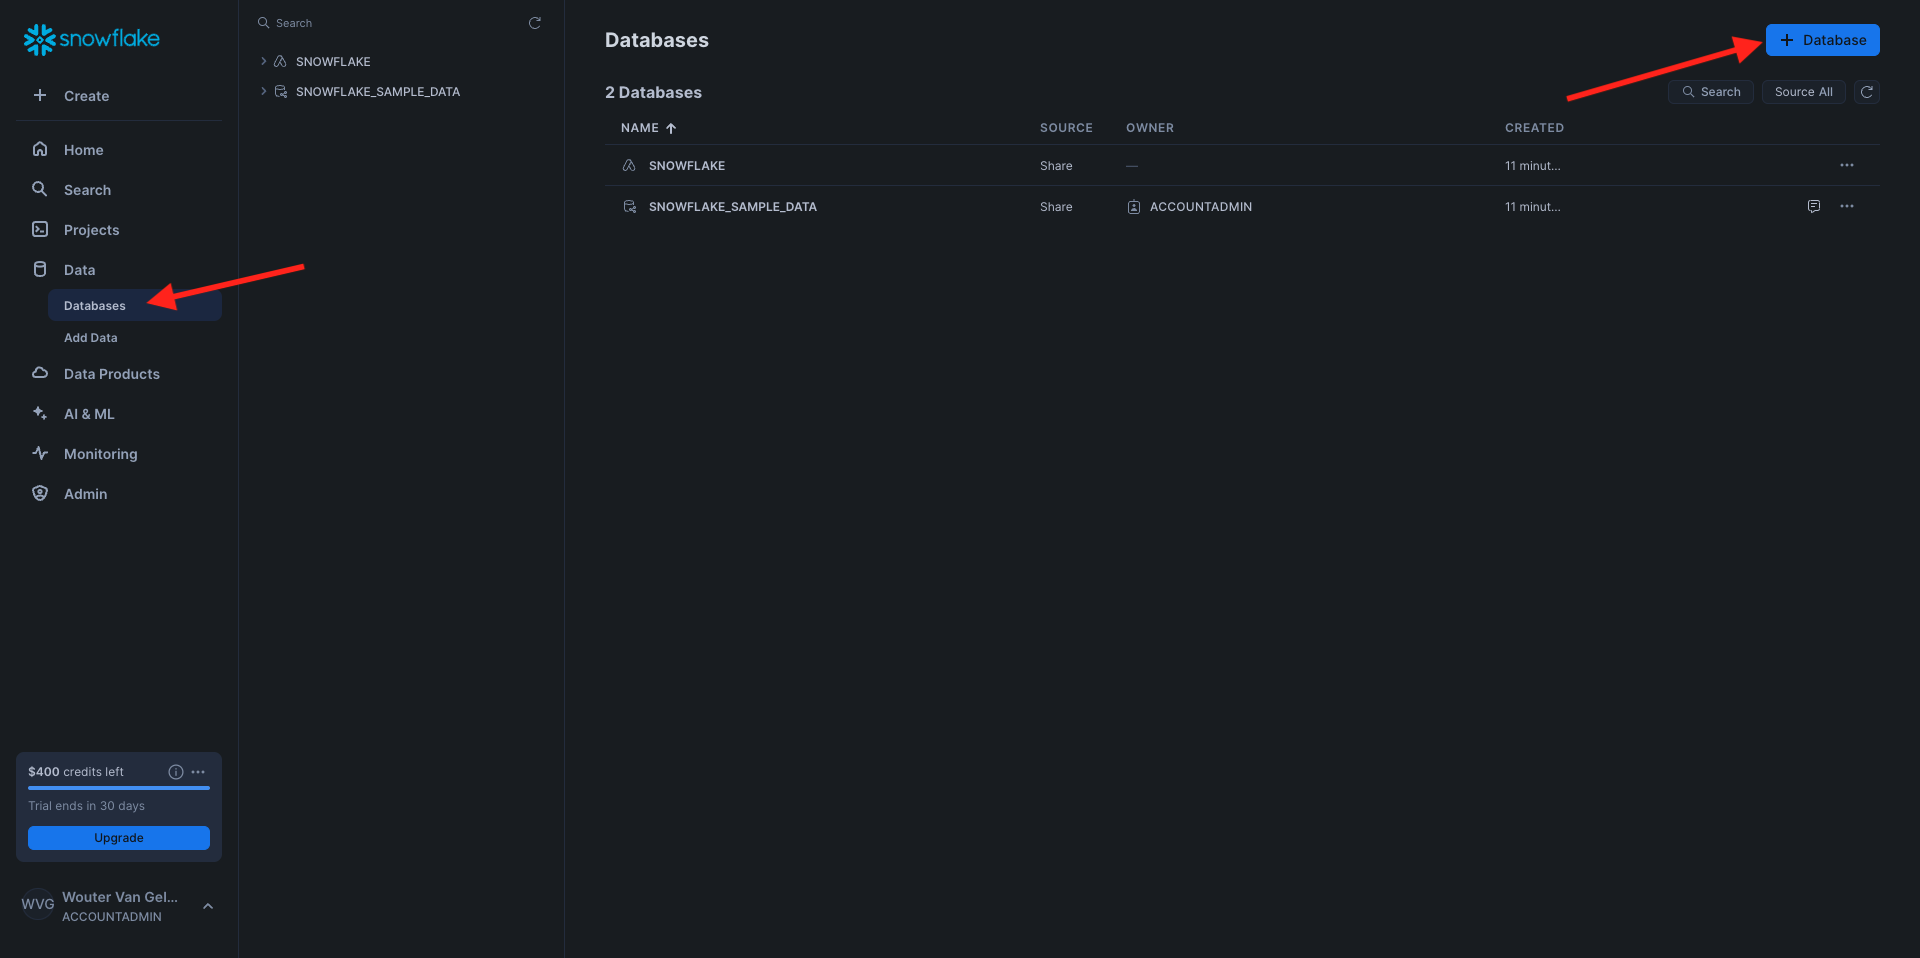 snowflake
Create
Home
Search
Projects
Data
Databases
Add Data
Data Products
AI & ML
Monitoring
Admin
$400 credits left
Trial ends in 30 days
Upgrade
WVG
Wouter Van Gel...
ACCOUNTADMIN
Search
SNOWFLAKE
SNOWFLAKE_SAMPLE_DATA
Databases
Database
2 Databases
Search
Source All
NAME SOURCE OWNER CREATED
SNOWFLAKE Share — 11 minut...
SNOWFLAKE_SAMPLE_DATA Share ACCOUNTADMIN 11 minut...